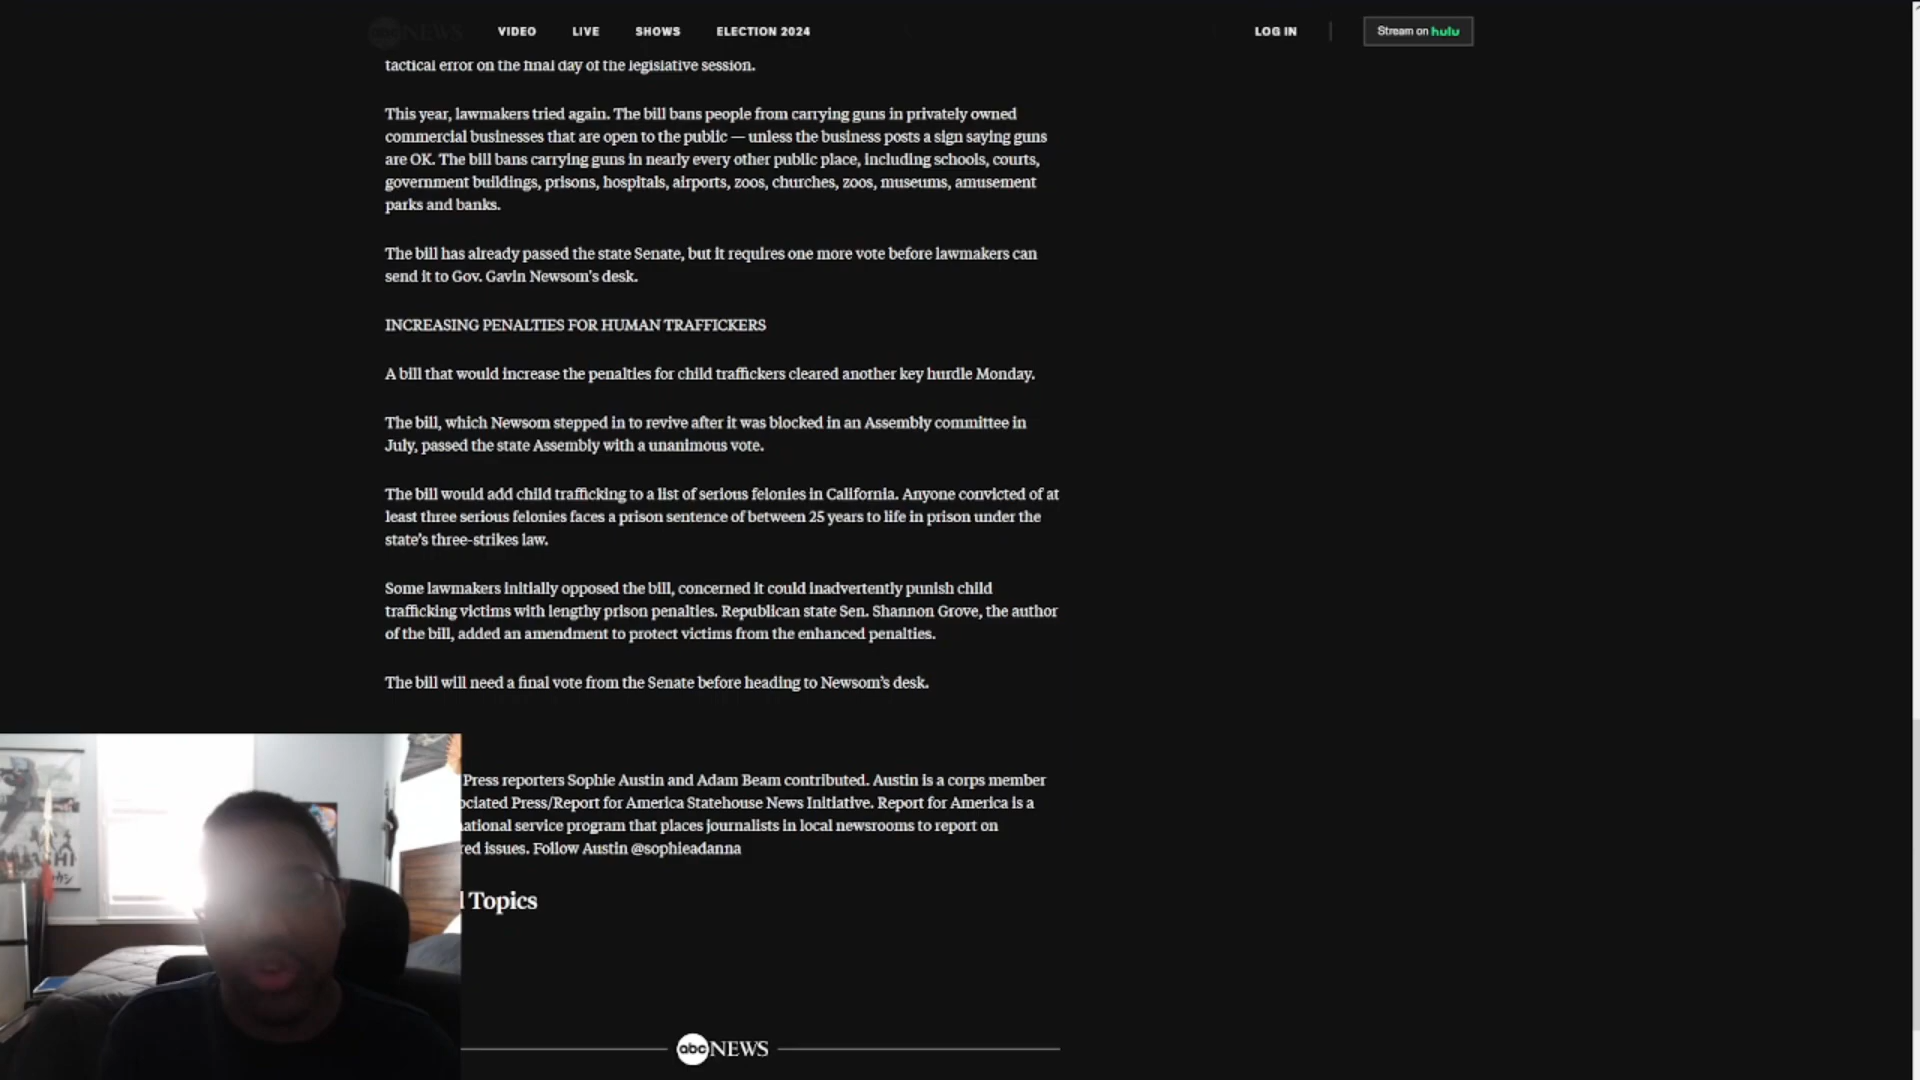 abc NEWS VIDEO LIVE SHOWS ELECTION 2024 LOG IN Stream on hulu
tactical error on the final day of the legislative session.
This year, lawmakers tried again. The bill bans people from carrying guns in privately owned
commercial businesses that are open to the public — unless the business posts a sign saying guns
are OK. The bill bans carrying guns in nearly every other public place, including schools, courts,
government buildings, prisons, hospitals, airports, zoos, churches, zoos, museums, amusement
parks and banks.
The bill has already passed the state Senate, but it requires one more vote before lawmakers can
send it to Gov. Gavin Newsom's desk.
INCREASING PENALTIES FOR HUMAN TRAFFICKERS
A bill that would increase the penalties for child traffickers cleared another key hurdle Monday.
The bill, which Newsom stepped in to revive after it was blocked in an Assembly committee in
July, passed the state Assembly with a unanimous vote.
The bill would add child trafficking to a list of serious felonies in California. Anyone convicted of at
least three serious felonies faces a prison sentence of between 25 years to life in prison under the
state’s three-strikes law.
Some lawmakers initially opposed the bill, concerned it could inadvertently punish child
trafficking victims with lengthy prison penalties. Republican state Sen. Shannon Grove, the author
of the bill, added an amendment to protect victims from the enhanced penalties.
The bill will need a final vote from the Senate before heading to Newsom’s desk.
Press reporters Sophie Austin and Adam Beam contributed. Austin is a corps member
ociated Press/Report for America Statehouse News Initiative. Report for America is a
national service program that places journalists in local newsrooms to report on
red issues. Follow Austin @sophieadanna
Topics
abc NEWS